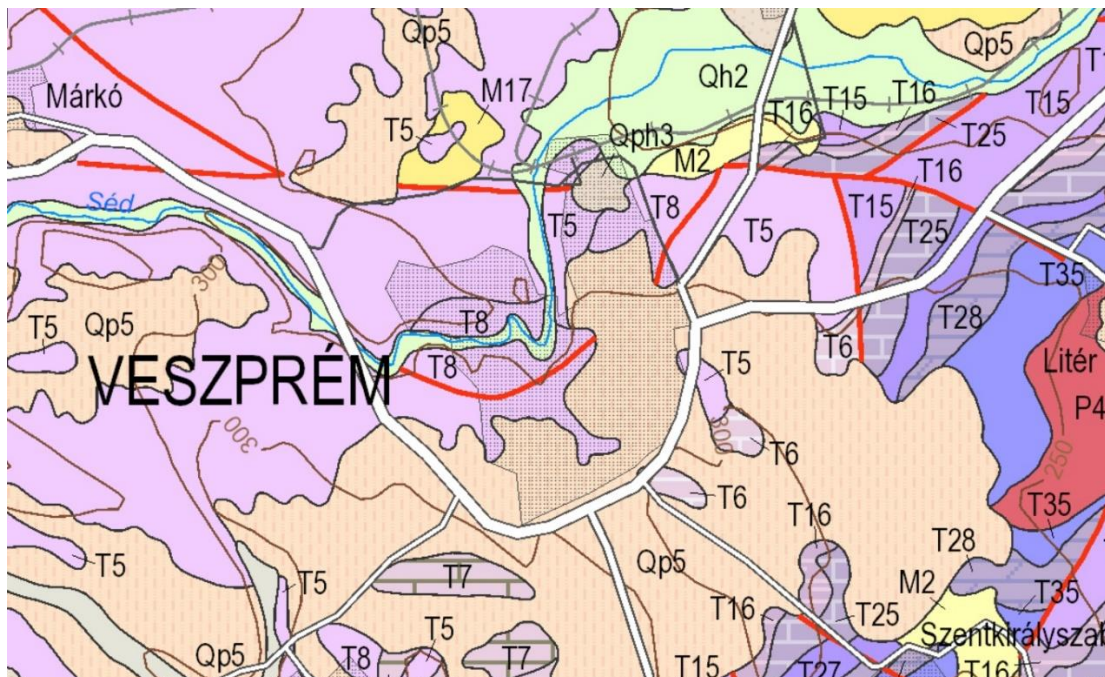 Qp5
Qp5
Márkó
M17
Qh2
T16
T15
T16
T15
T1
T5
Qph3
M2
T25
T16
Séd
T5
T8
T5
T15
T25
300
T35
T5
Qp5
T8
T28
T6
Litér
VESZPRÉM
T8
T5
P4
300
300
T6
250
T6
T16
T35
T5
T5
T7
Qp5
T28
M2
T16
T25
T35
Szentkirályszab
Qp5
T8
T5
T7
T15
T27
T16